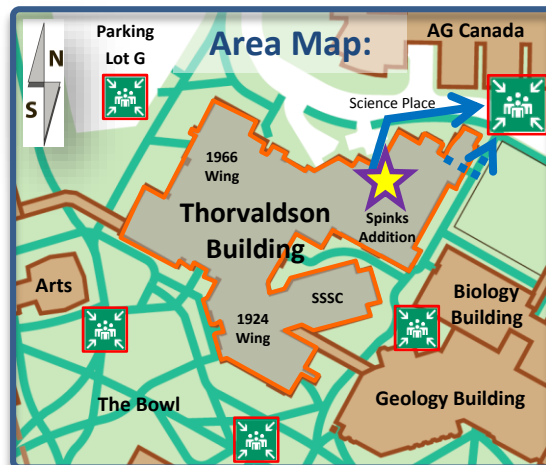 Area Map:
N
S
Parking
Lot G
AG Canada
Science Place
1966
Wing
Thorvaldson
Building
Spinks
Addition
SSSC
1924
Wing
Arts
The Bowl
Biology
Building
Geology Building